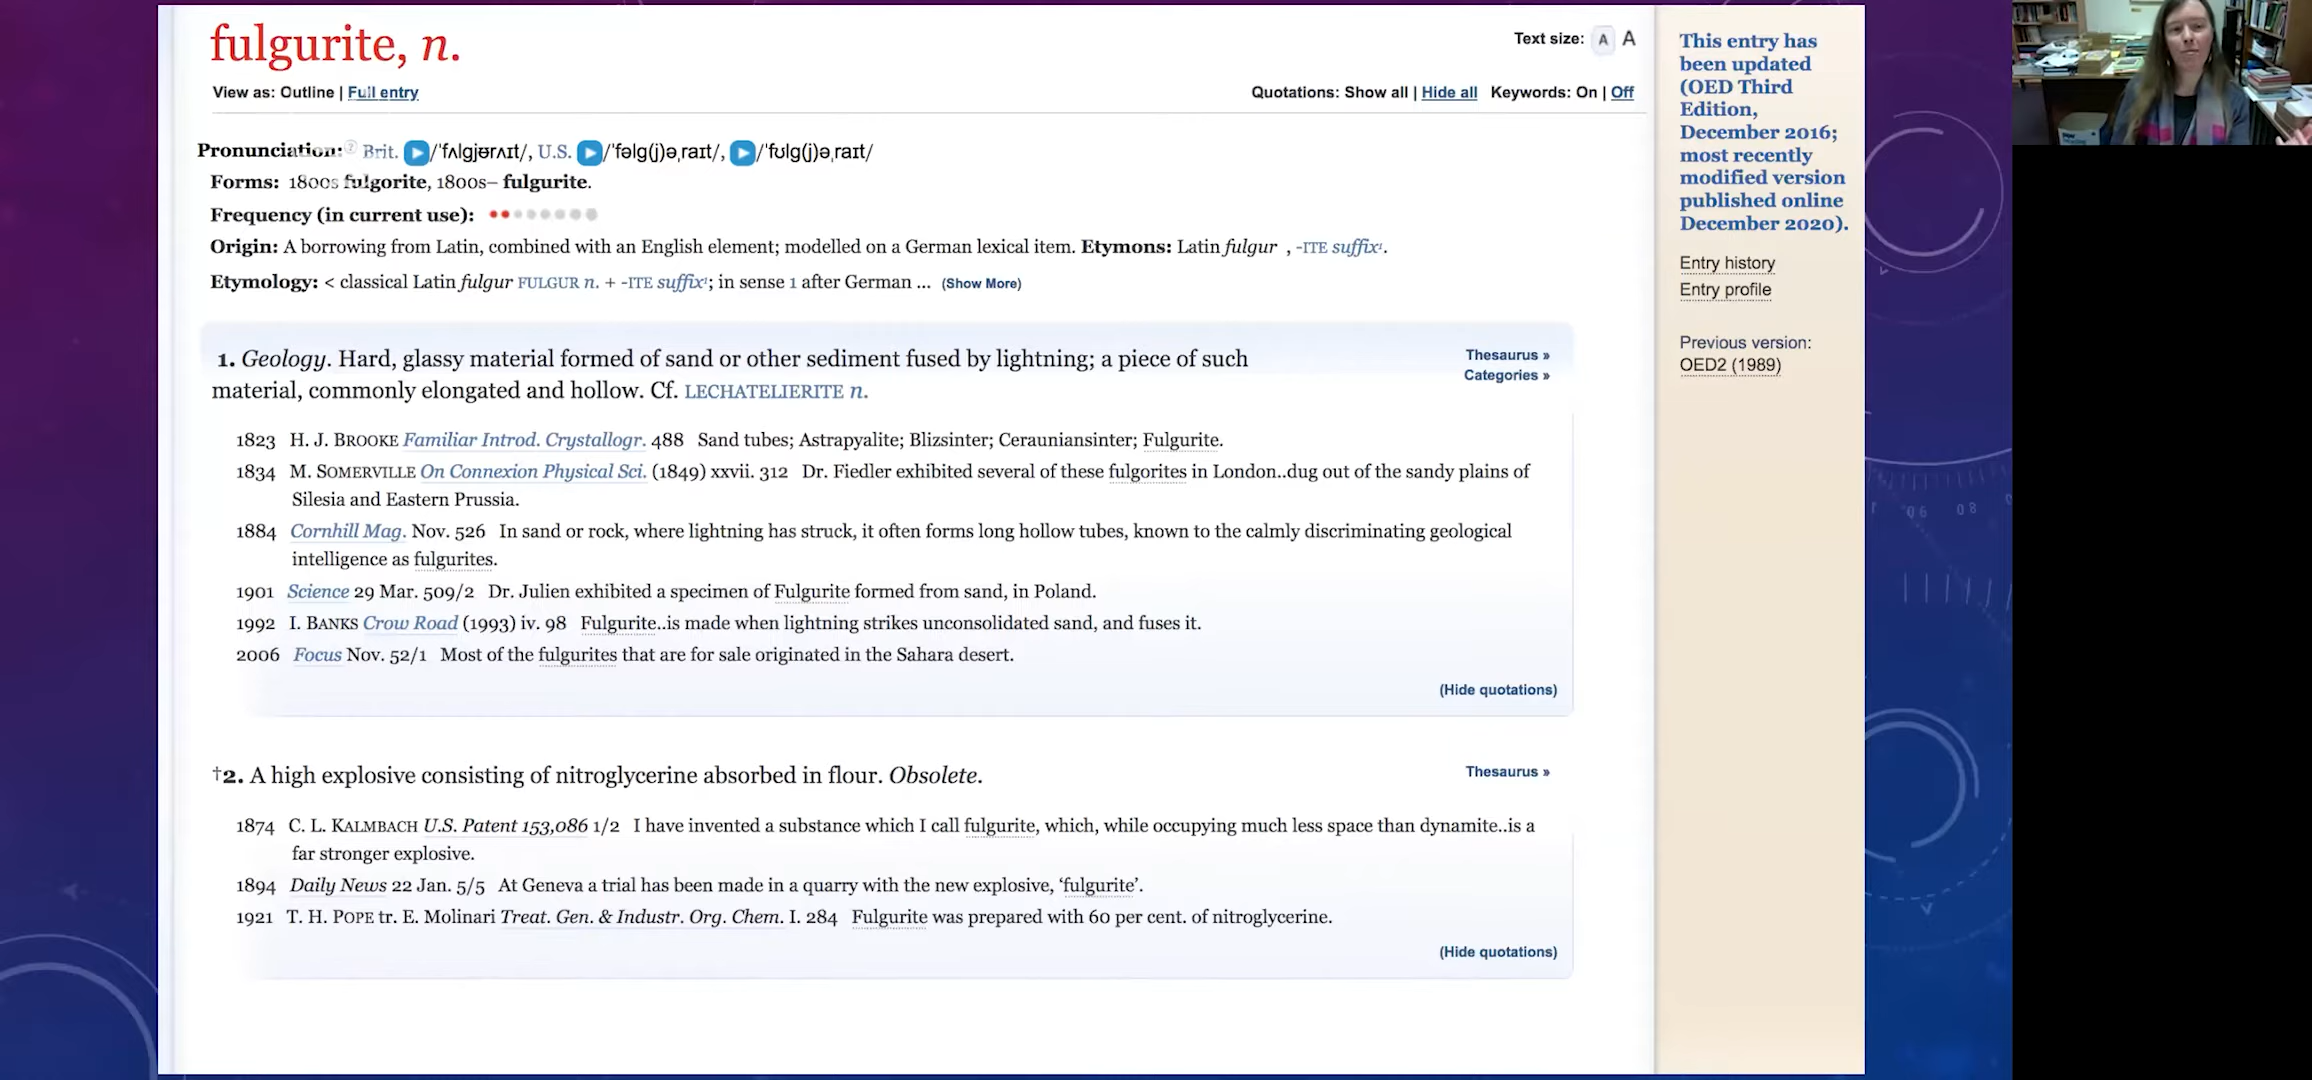 fulgurite, n.
Text size: A A
View as: Outline | Full entry
Quotations: Show all | Hide all Keywords: On | Off
Pronunciation: ? Brit. /ˈfʌlɡjʉrʌɪt/, U.S. /ˈfəlɡ(j)əˌraɪt/, /ˈfʊlɡ(j)əˌraɪt/
Forms: 1800s fulgorite, 1800s– fulgurite.
Frequency (in current use):
Origin: A borrowing from Latin, combined with an English element; modelled on a German lexical item. Etymons: Latin fulgur , -ITE suffix¹.
Etymology: < classical Latin fulgur FULGUR n. + -ITE suffix¹; in sense 1 after German ... (Show More)
1. Geology. Hard, glassy material formed of sand or other sediment fused by lightning; a piece of such
material, commonly elongated and hollow. Cf. LECHATELIERITE n.
Thesaurus »
Categories »
1823 H. J. BROOKE Familiar Introd. Crystallogr. 488 Sand tubes; Astrapyalite; Blizsinter; Cerauniansinter; Fulgurite.
1834 M. SOMERVILLE On Connexion Physical Sci. (1849) xxvii. 312 Dr. Fiedler exhibited several of these fulgorites in London..dug out of the sandy plains of
Silesia and Eastern Prussia.
1884 Cornhill Mag. Nov. 526 In sand or rock, where lightning has struck, it often forms long hollow tubes, known to the calmly discriminating geological
intelligence as fulgurites.
1901 Science 29 Mar. 509/2 Dr. Julien exhibited a specimen of Fulgurite formed from sand, in Poland.
1992 I. BANKS Crow Road (1993) iv. 98 Fulgurite..is made when lightning strikes unconsolidated sand, and fuses it.
2006 Focus Nov. 52/1 Most of the fulgurites that are for sale originated in the Sahara desert.
(Hide quotations)
†2. A high explosive consisting of nitroglycerine absorbed in flour. Obsolete.
Thesaurus »
1874 C. L. KALMBACH U.S. Patent 153,086 1/2 I have invented a substance which I call fulgurite, which, while occupying much less space than dynamite..is a
far stronger explosive.
1894 Daily News 22 Jan. 5/5 At Geneva a trial has been made in a quarry with the new explosive, ‘fulgurite’.
1921 T. H. POPE tr. E. Molinari Treat. Gen. & Industr. Org. Chem. I. 284 Fulgurite was prepared with 60 per cent. of nitroglycerine.
(Hide quotations)
This entry has
been updated
(OED Third
Edition,
December 2016;
most recently
modified version
published online
December 2020).
Entry history
Entry profile
Previous version:
OED2 (1989)
06 08